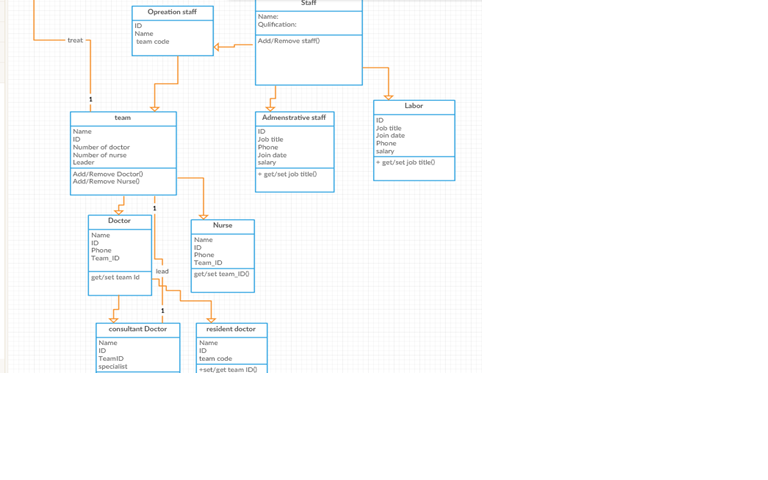 Staff
Name:
Qulification:
Add/Remove staff()
Opreation staff
ID
Name
team code
treat
1
team
Name
ID
Number of doctor
Number of nurse
Leader
Add/Remove Doctor()
Add/Remove Nurse()
Admenstrative staff
ID
Job title
Phone
Join date
salary
+ get/set job title()
Labor
ID
Job title
Join date
Phone
salary
+ get/set job title()
1
Doctor
Name
ID
Phone
Team_ID
get/set team Id
lead
1
Nurse
Name
ID
Phone
Team_ID
get/set team_ID()
consultant Doctor
Name
ID
TeamID
specialist
resident doctor
Name
ID
team code
+set/get team ID()